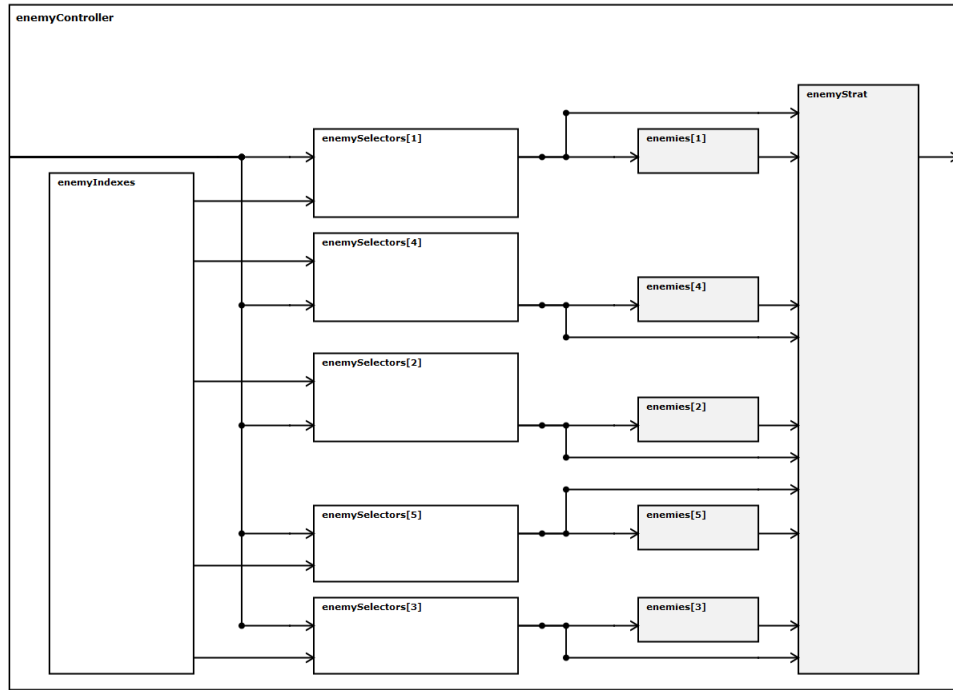 enemyController
enemyStrat
enemySelectors[1]
enemies[1]
enemyIndexes
enemySelectors[4]
enemies[4]
enemySelectors[2]
enemies[2]
enemySelectors[5]
enemies[5]
enemySelectors[3]
enemies[3]